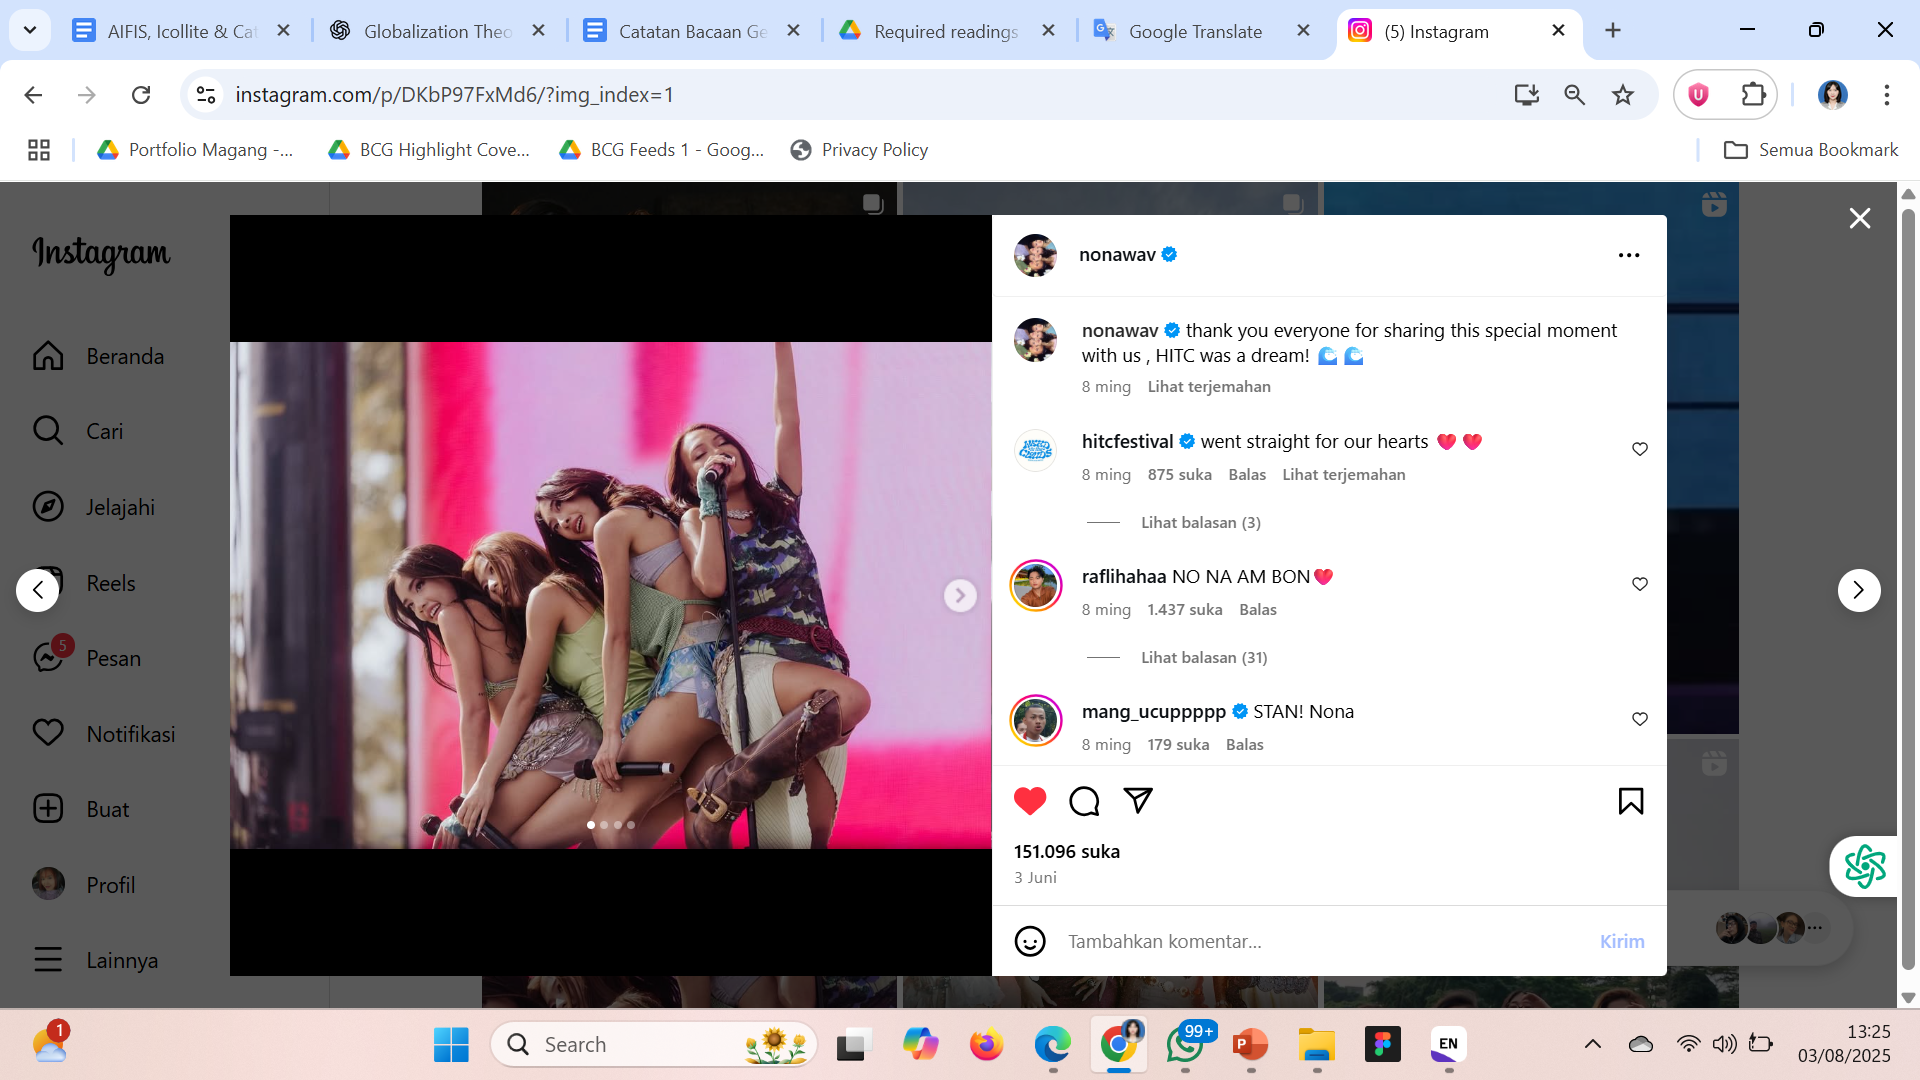 AIFIS, Icollite & Cat
Globalization Theo
Catatan Bacaan Ge
Required readings
Google Translate
(5) Instagram
instagram.com/p/DKbP97FxMd6/?img_index=1
Portfolio Magang -...
BCG Highlight Cove...
BCG Feeds 1 - Goog...
Privacy Policy
Semua Bookmark
Instagram
Beranda
Cari
Jelajahi
Reels
5
Pesan
Notifikasi
Buat
Profil
Lainnya
nonawav
nonawav thank you everyone for sharing this special moment
with us , HITC was a dream! 🌊 🌊
8 ming Lihat terjemahan
hitcfestival went straight for our hearts ❤️ ❤️
8 ming 875 suka Balas Lihat terjemahan
Lihat balasan (3)
raflihahaa NO NA AM BON❤️
8 ming 1.437 suka Balas
Lihat balasan (31)
mang_ucuppppp STAN! Nona
8 ming 179 suka Balas
151.096 suka
3 Juni
Tambahkan komentar...
Kirim
1
Search
99+
EN
13:25
03/08/2025